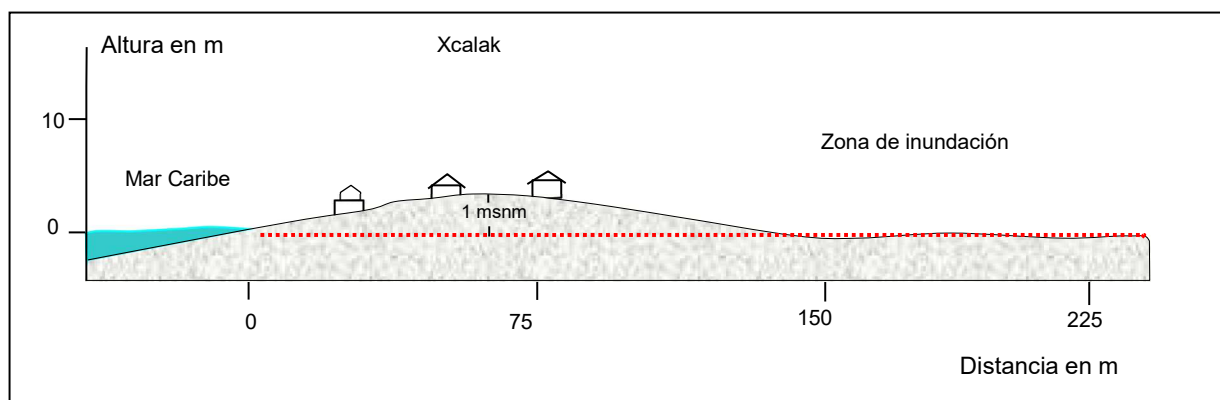 Altura en m
Xcalak
10
Zona de inundación
Mar Caribe
1 msnm
0
0
75
150
225
Distancia en m